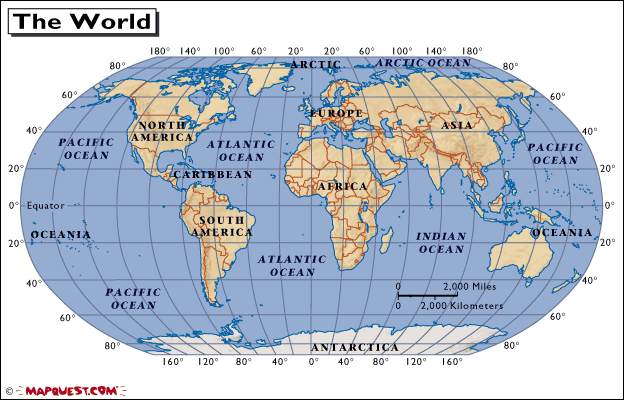 The World
180° 140° 100° 60° 20° 20° 60° 100° 140° 180°
ARCTIC
ARCTIC OCEAN
80° 80°
60° 60°
EUROPE
NORTH
AMERICA
ASIA
40° 40°
PACIFIC
OCEAN
ATLANTIC
OCEAN
PACIFIC
OCEAN
20° 20°
CARIBBEAN
AFRICA
0° Equator 0°
SOUTH
AMERICA
OCEANIA
INDIAN
OCEAN
OCEANIA
20° 20°
ATLANTIC
OCEAN
40° 40°
PACIFIC
OCEAN
0 2,000 Miles
0 2,000 Kilometers
60° 60°
80° 80°
ANTARCTICA
160° 120° 80° 40° 0° 40° 80° 120° 160°
© MAPQUEST.COM